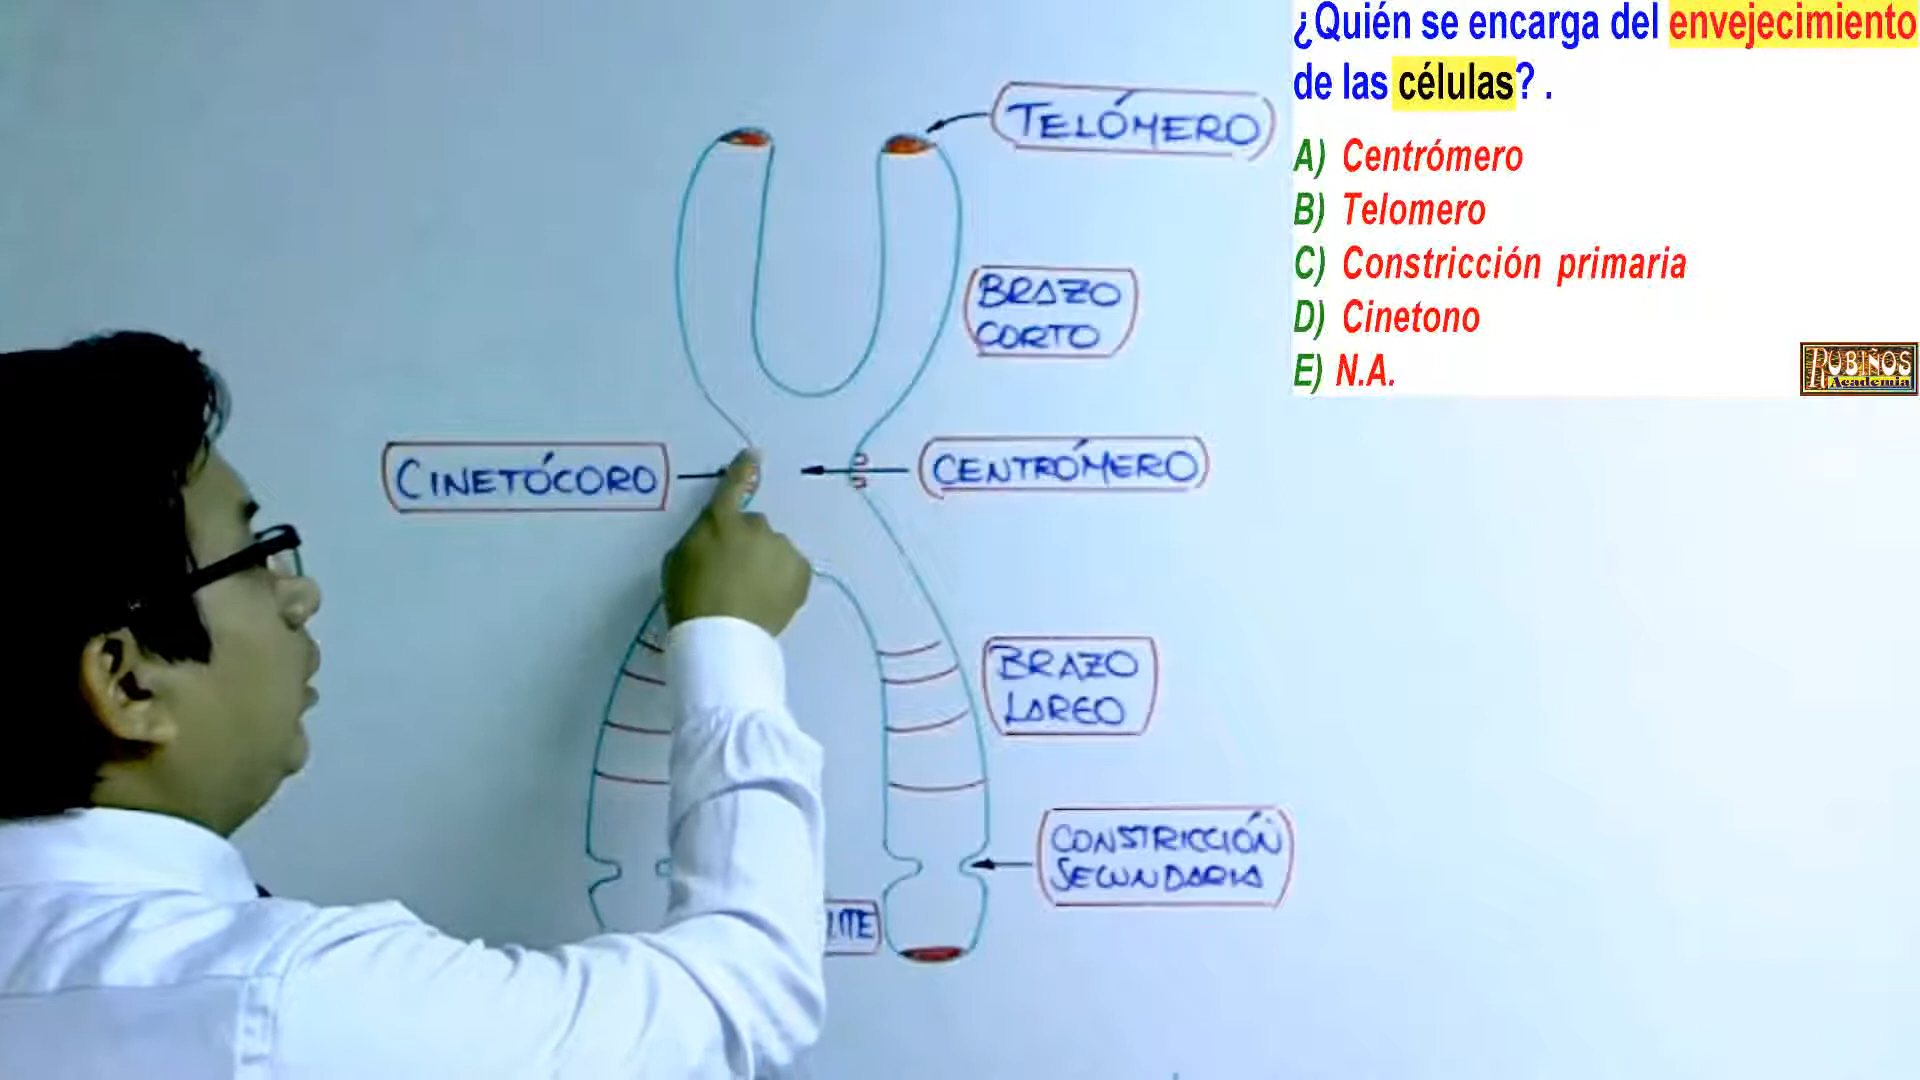 ¿Quién se encarga del envejecimiento
de las células? .
A) Centrómero
B) Telomero
C) Constricción primaria
D) Cinetono
E) N.A.
RUBIÑOS
Academia
TELÓMERO
BRAZO
CORTO
CINETÓCORO
CENTRÓMERO
BRAZO
LARGO
CONSTRICCIÓN
SECUNDARIA